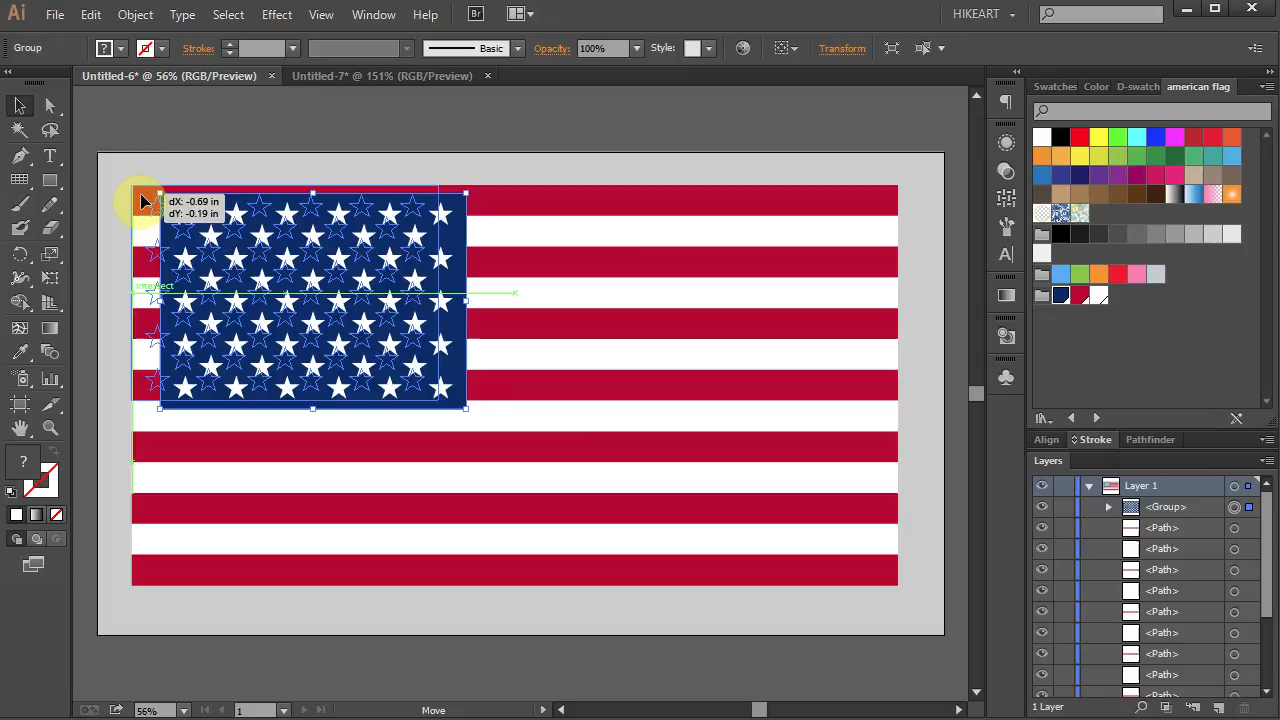 Ai File Edit Object Type Select Effect View Window Help Br HIKEART
Group ? Stroke: Basic Opacity: 100% Style: Transform
Untitled-6* @ 56% (RGB/Preview) × Untitled-7* @ 151% (RGB/Preview) ×
Swatches Color D-swatch american flag
dX: -0.69 in
dY: -0.19 in
intersect
Align Stroke Pathfinder
Layers
Layer 1
<Group>
<Path>
<Path>
<Path>
<Path>
<Path>
<Path>
<Path>
<Path>
<Path>
?
56% 1 Move
1 Layer